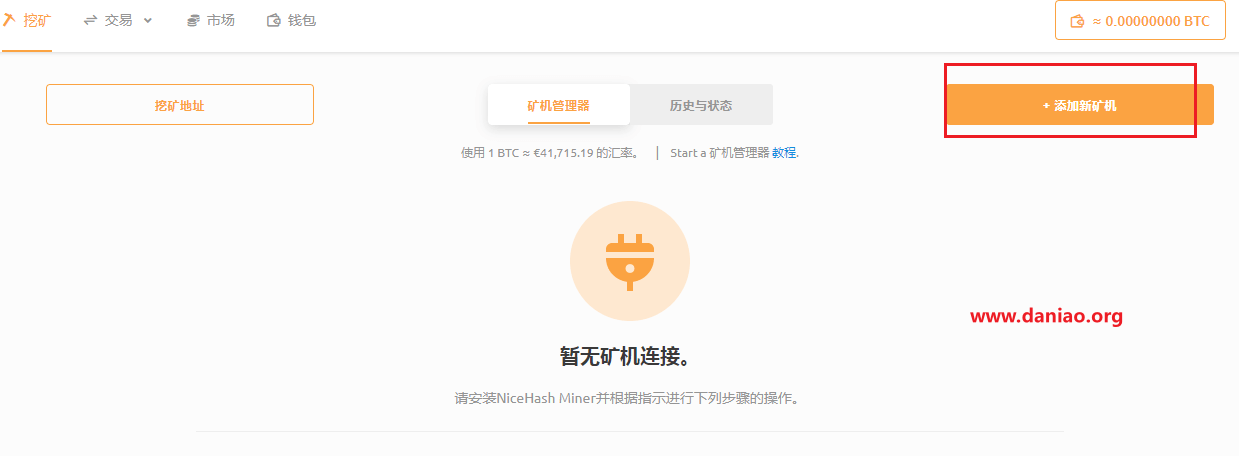 挖矿 交易 市场 钱包 ≈ 0.00000000 BTC
挖矿地址 矿机管理器 历史与状态 + 添加新矿机
使用 1 BTC ≈ €41,715.19 的汇率。 | Start a 矿机管理器 教程.
www.daniao.org
暂无矿机连接。
请安装NiceHash Miner并根据指示进行下列步骤的操作。